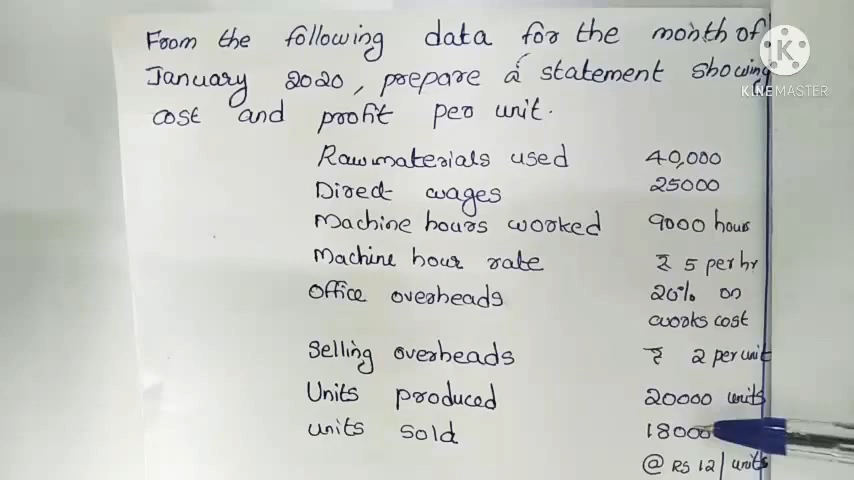 From the following data for the month of
January 2020, prepare a statement showing
cost and profit per unit.
Raw materials used 40,000
Direct wages 25000
Machine hours worked 9000 hours
Machine hour rate ₹ 5 per hr
Office overheads 20% on
works cost
Selling overheads ₹ 2 per unit
Units produced 20000 units
units sold 18000
@ RS 12/units
KINEMASTER